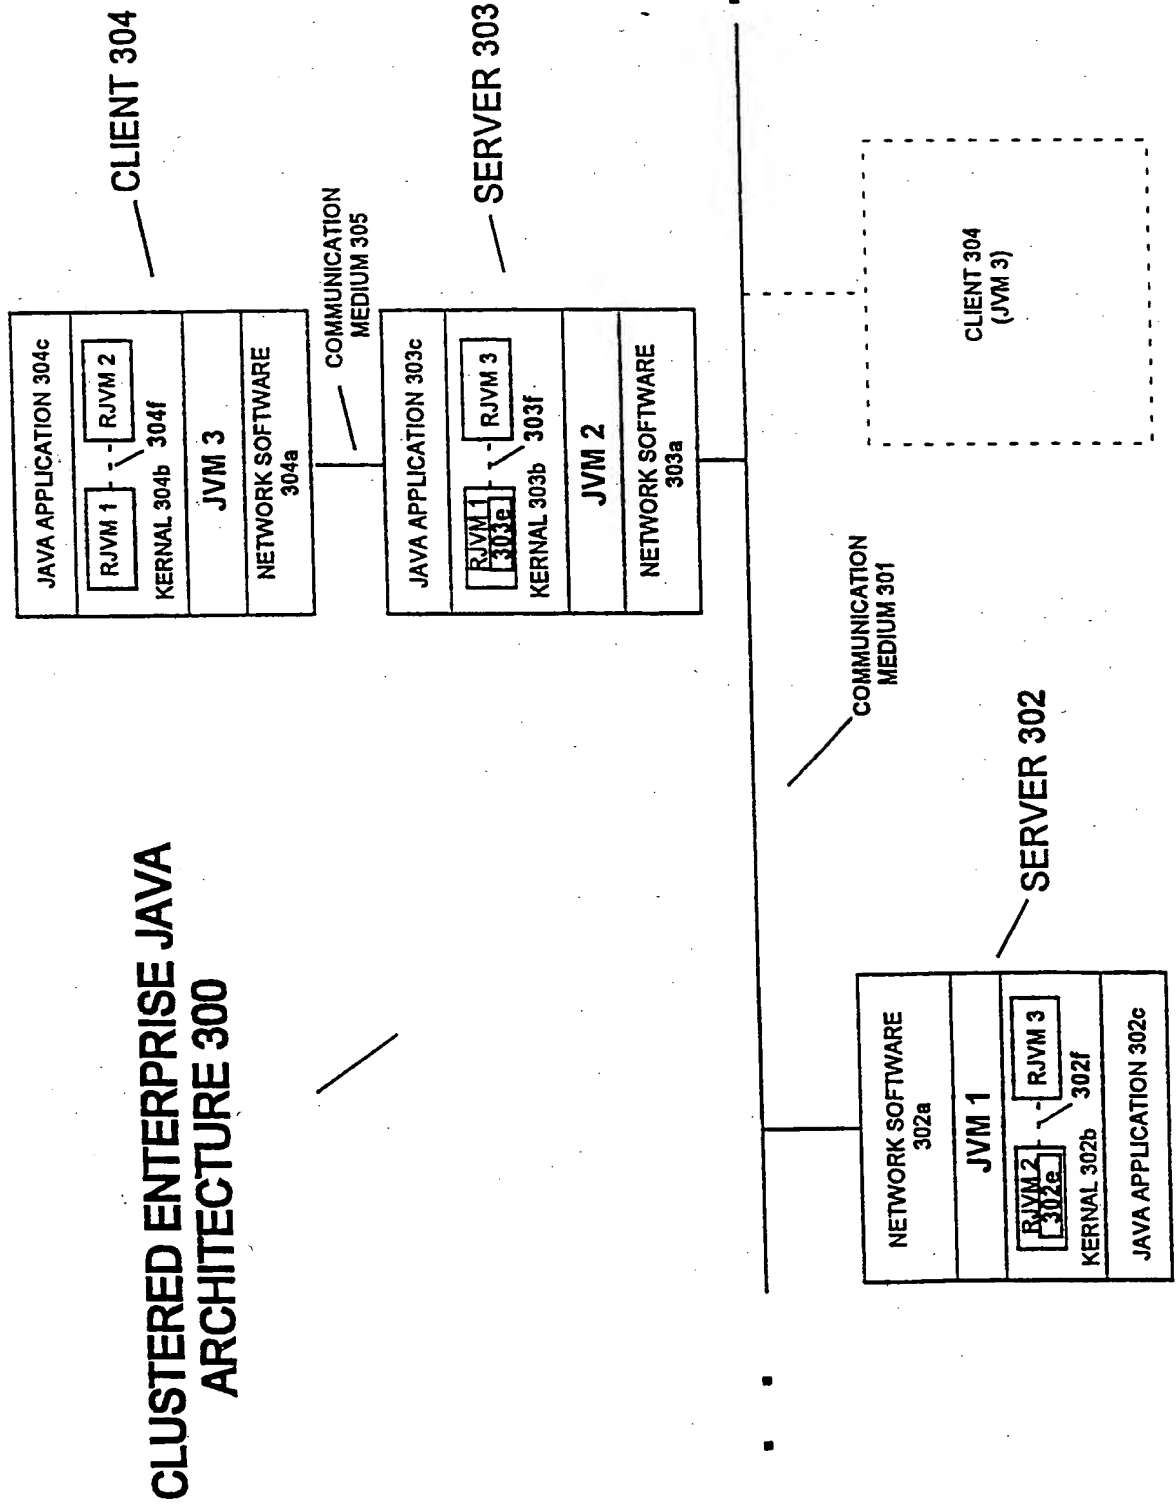 CLUSTERED ENTERPRISE JAVA
ARCHITECTURE 300
CLIENT 304
JAVA APPLICATION 304c
RJVM 1
RJVM 2
304f
KERNAL 304b
JVM 3
NETWORK SOFTWARE
304a
COMMUNICATION
MEDIUM 305
SERVER 303
JAVA APPLICATION 303c
RJVM 1
303e
RJVM 3
303f
KERNAL 303b
JVM 2
NETWORK SOFTWARE
303a
COMMUNICATION
MEDIUM 301
SERVER 302
NETWORK SOFTWARE
302a
JVM 1
RJVM 2
302e
RJVM 3
302f
KERNAL 302b
JAVA APPLICATION 302c
CLIENT 304
(JVM 3)